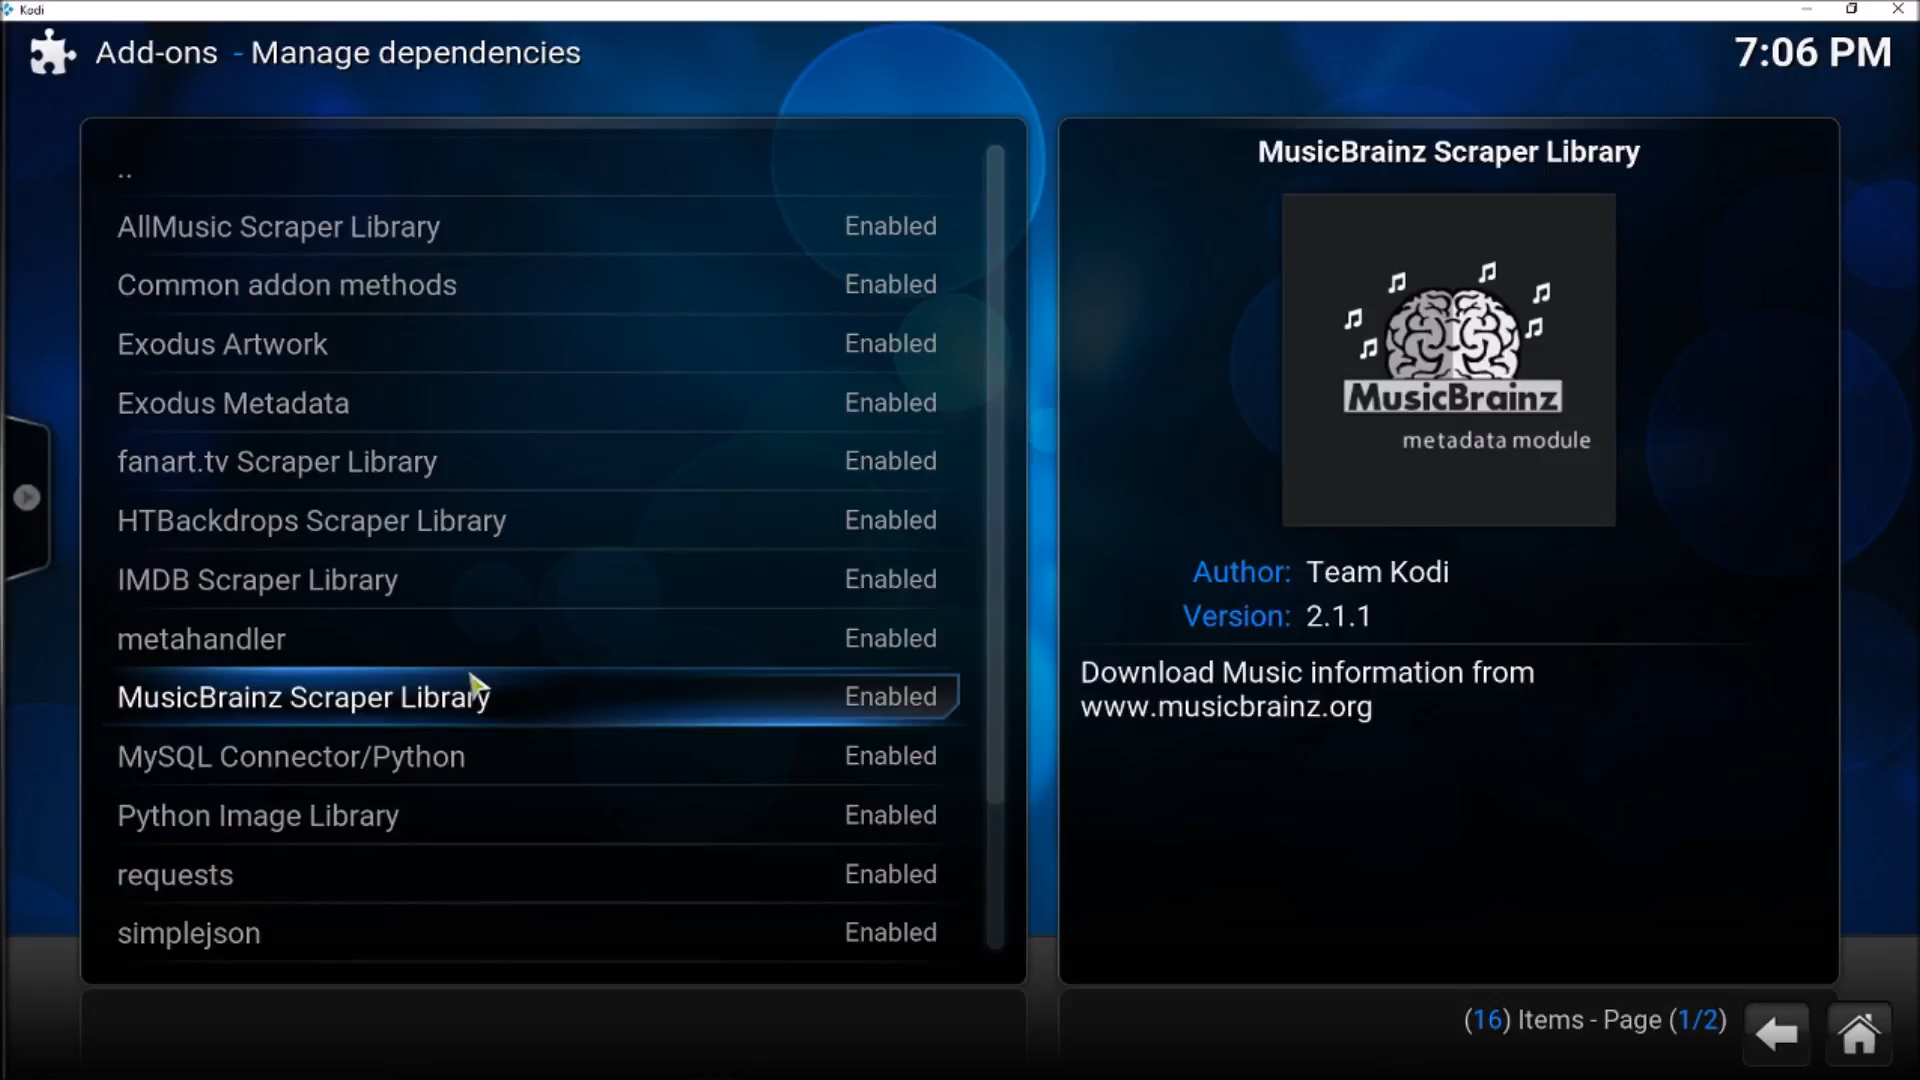 Kodi
Add-ons - Manage dependencies
7:06 PM
..
AllMusic Scraper Library Enabled
Common addon methods Enabled
Exodus Artwork Enabled
Exodus Metadata Enabled
fanart.tv Scraper Library Enabled
HTBackdrops Scraper Library Enabled
IMDB Scraper Library Enabled
metahandler Enabled
MusicBrainz Scraper Library Enabled
MySQL Connector/Python Enabled
Python Image Library Enabled
requests Enabled
simplejson Enabled
MusicBrainz Scraper Library
MusicBrainz
metadata module
Author: Team Kodi
Version: 2.1.1
Download Music information from
www.musicbrainz.org
(16) Items - Page (1/2)